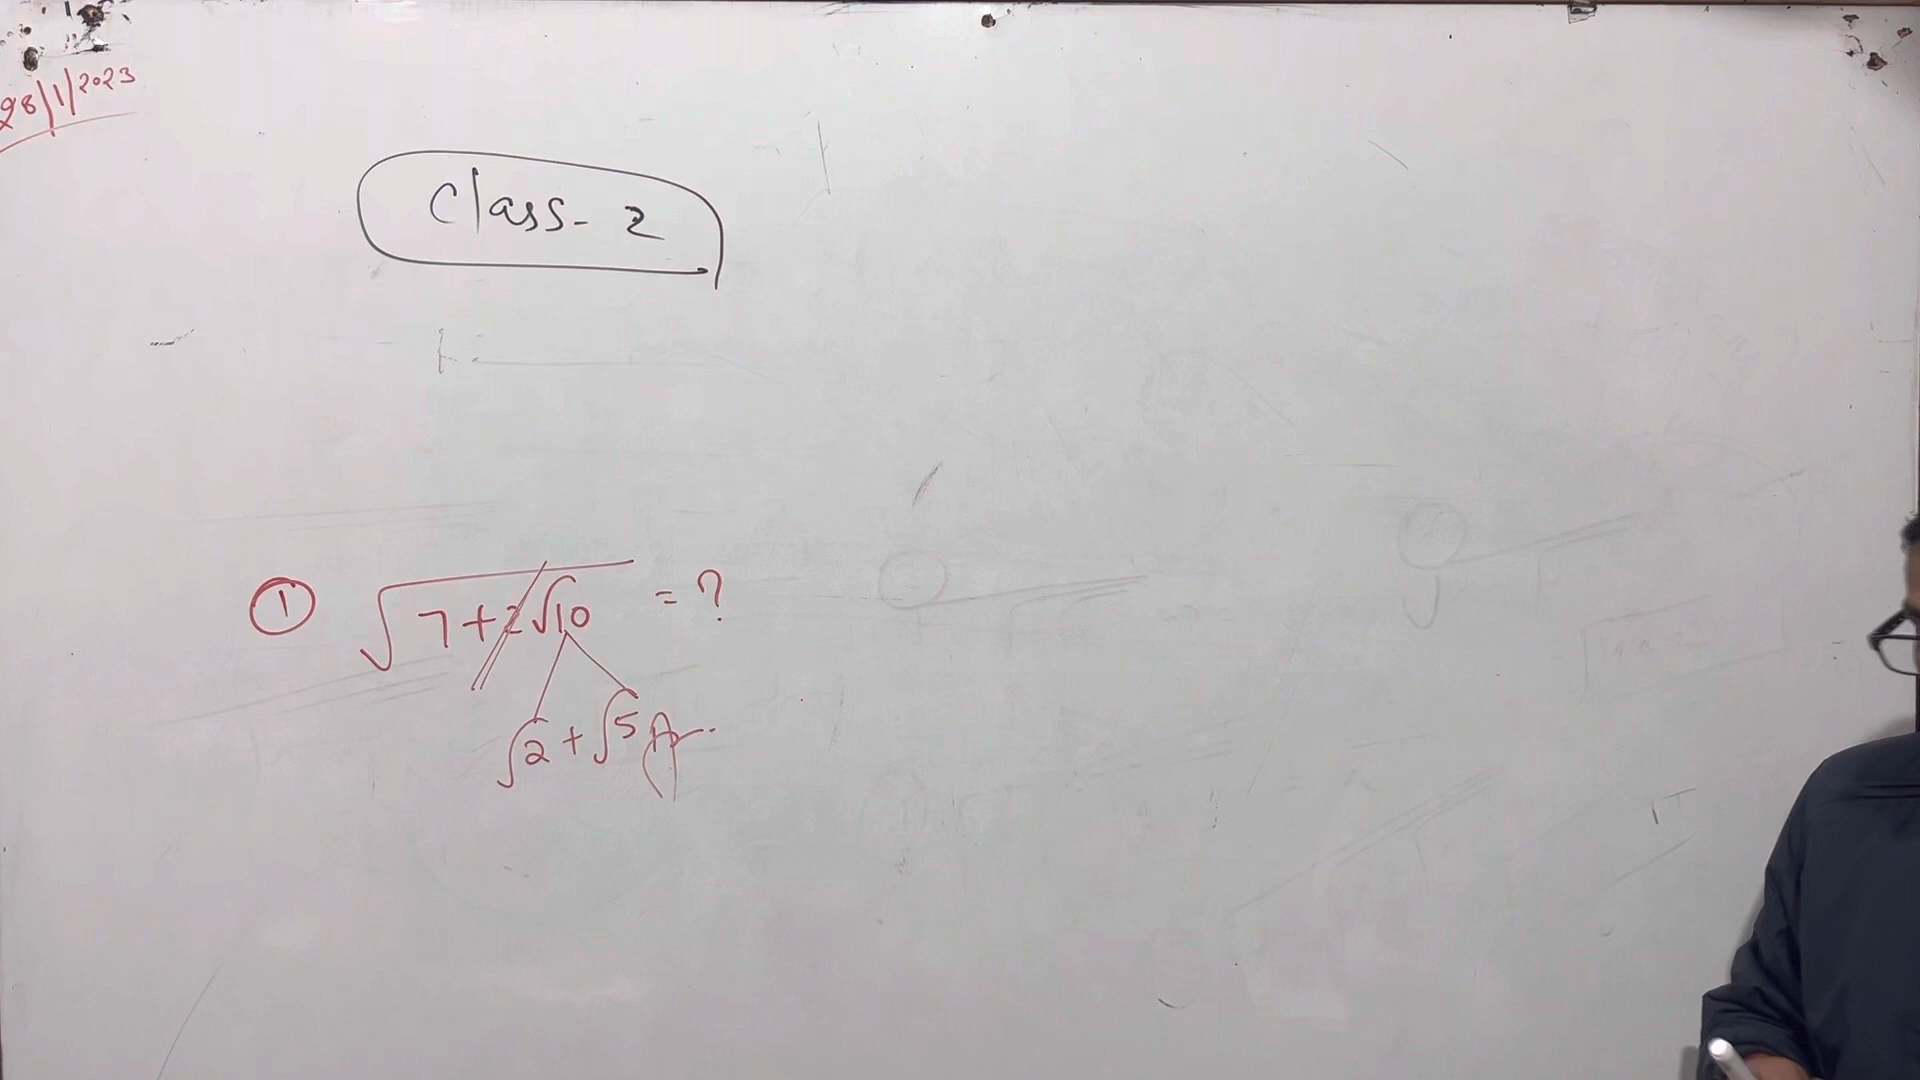 28/1/2023
Class - 2
① √7+2√10 = ?
√2 + √5